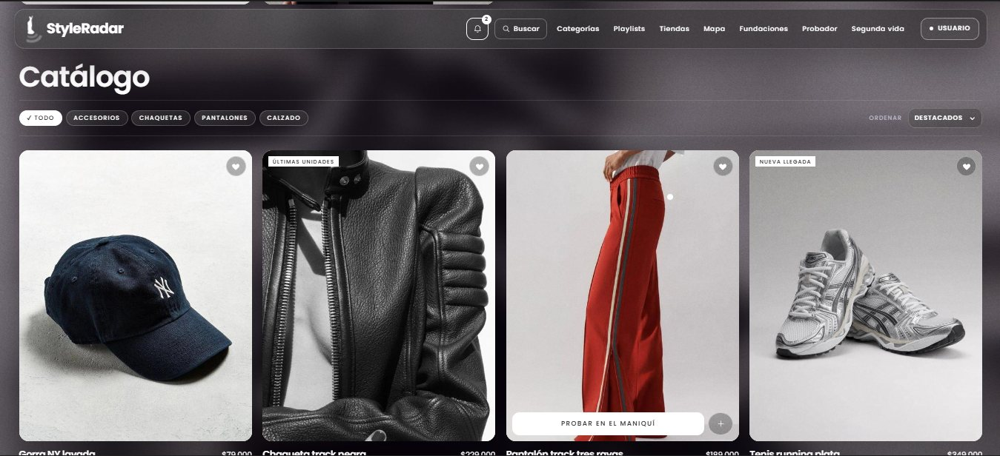 2
StyleRadar
Buscar
Categorías
Playlists
Tiendas
Mapa
Fundaciones
Probador
Segunda vida
USUARIO
Catálogo
✓ TODO
ACCESORIOS
CHAQUETAS
PANTALONES
CALZADO
ORDENAR
DESTACADOS
ÚLTIMAS UNIDADES
NUEVA LLEGADA
NY
PROBAR EN EL MANIQUÍ
+
Gorra NY lavada
$79.000
Chaqueta track negra
$229.000
Pantalón track tres rayas
$189.000
Tenis running plata
$349.000